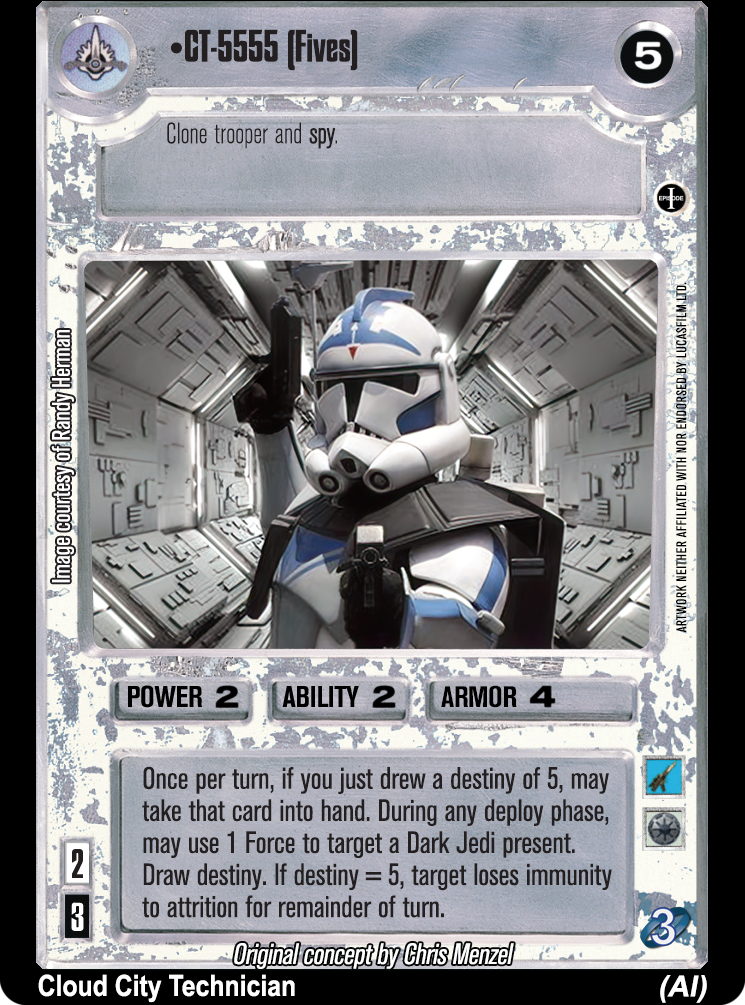 •CT-5555 (Fives)
5
Clone trooper and spy.
EPISODE I
Image courtesy of Randy Herman
ARTWORK NEITHER AFFILIATED WITH NOR ENDORSED BY LUCASFILM LTD.
POWER 2
ABILITY 2
ARMOR 4
Once per turn, if you just drew a destiny of 5, may
take that card into hand. During any deploy phase,
may use 1 Force to target a Dark Jedi present.
Draw destiny. If destiny = 5, target loses immunity
to attrition for remainder of turn.
2
3
3
Original concept by Chris Menzel
Cloud City Technician
(AI)